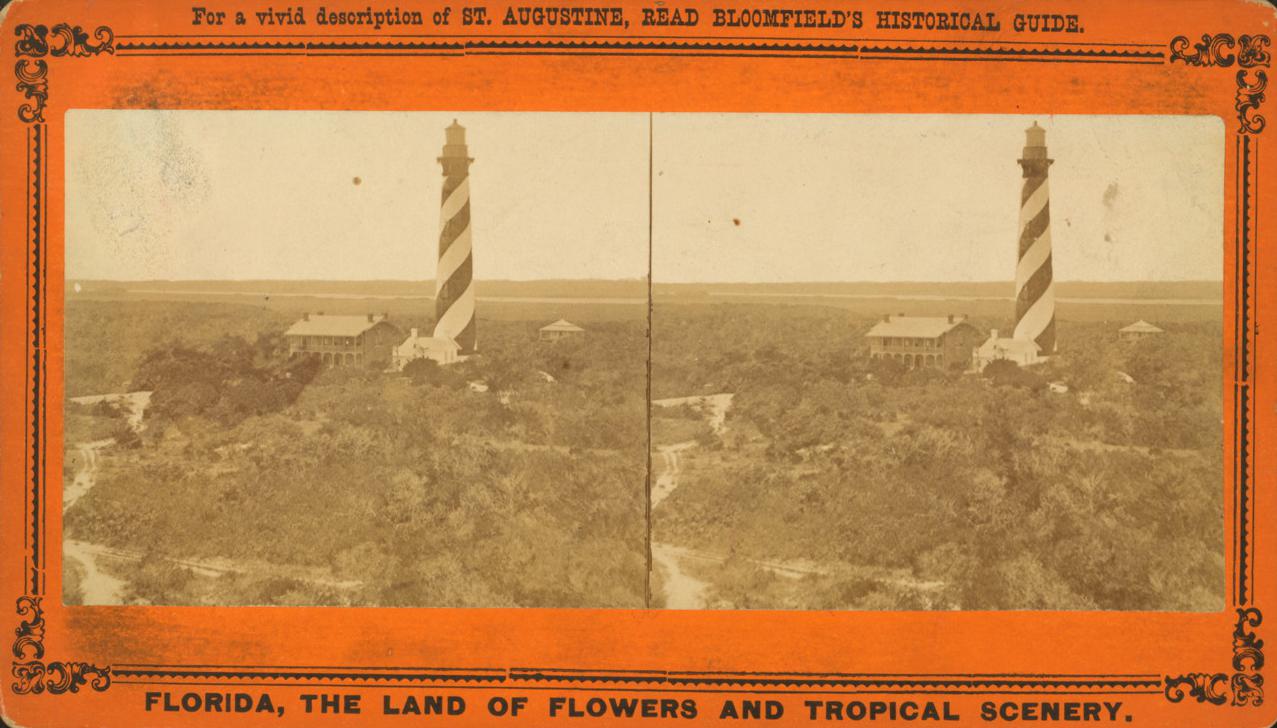 For a vivid description of ST. AUGUSTINE, READ BLOOMFIELD'S HISTORICAL GUIDE.
FLORIDA, THE LAND OF FLOWERS AND TROPICAL SCENERY.